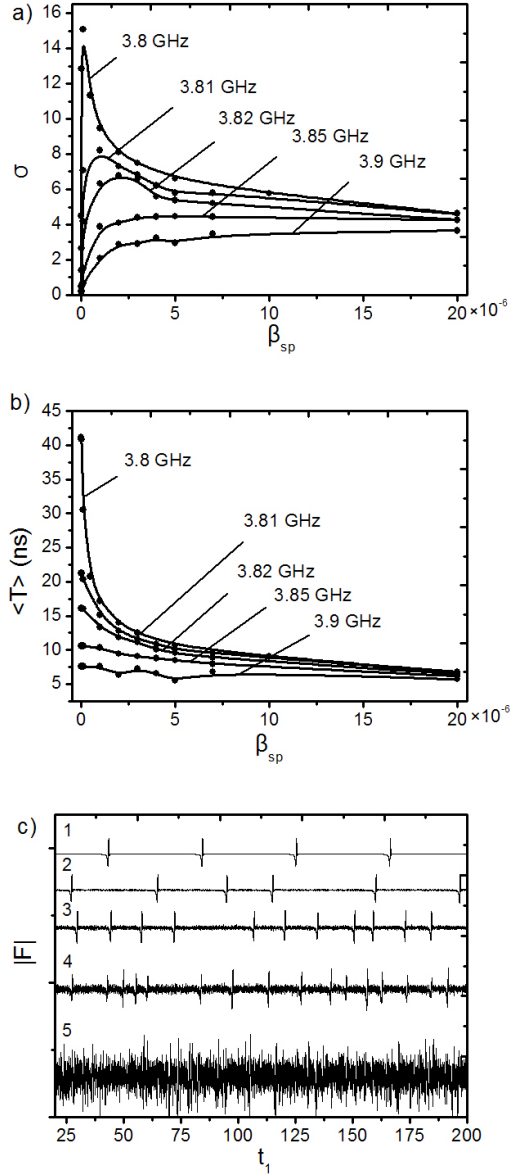 a)
16
14
12
10
8
6
4
2
0
σ
3.8 GHz
3.81 GHz
3.82 GHz
3.85 GHz
3.9 GHz
0 5 10 15 20 ×10⁻⁶
β_sp
b)
45
40
35
30
25
20
15
10
5
<T> (ns)
3.8 GHz
3.81 GHz
3.82 GHz
3.85 GHz
3.9 GHz
0 5 10 15 20 ×10⁻⁶
β_sp
c)
1
2
3
4
5
|F|
25 50 75 100 125 150 175 200
t₁